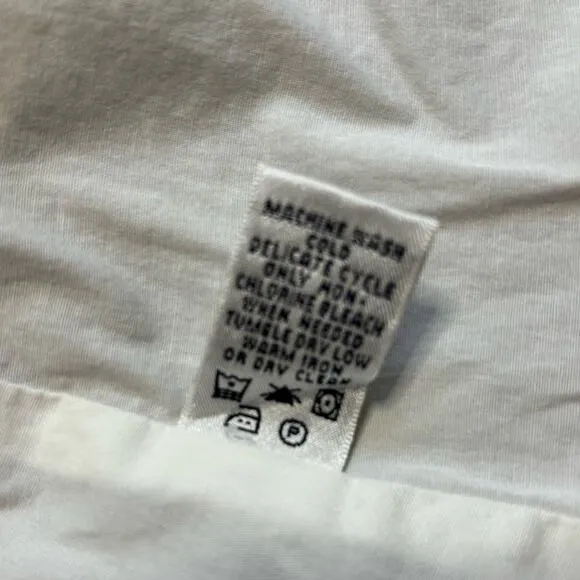 MACHINE WASH
COLD
DELICATE CYCLE
ONLY NON-
CHLORINE BLEACH
WHEN NEEDED
TUMBLE DRY LOW
WARM IRON
OR DRY CLEAN
P